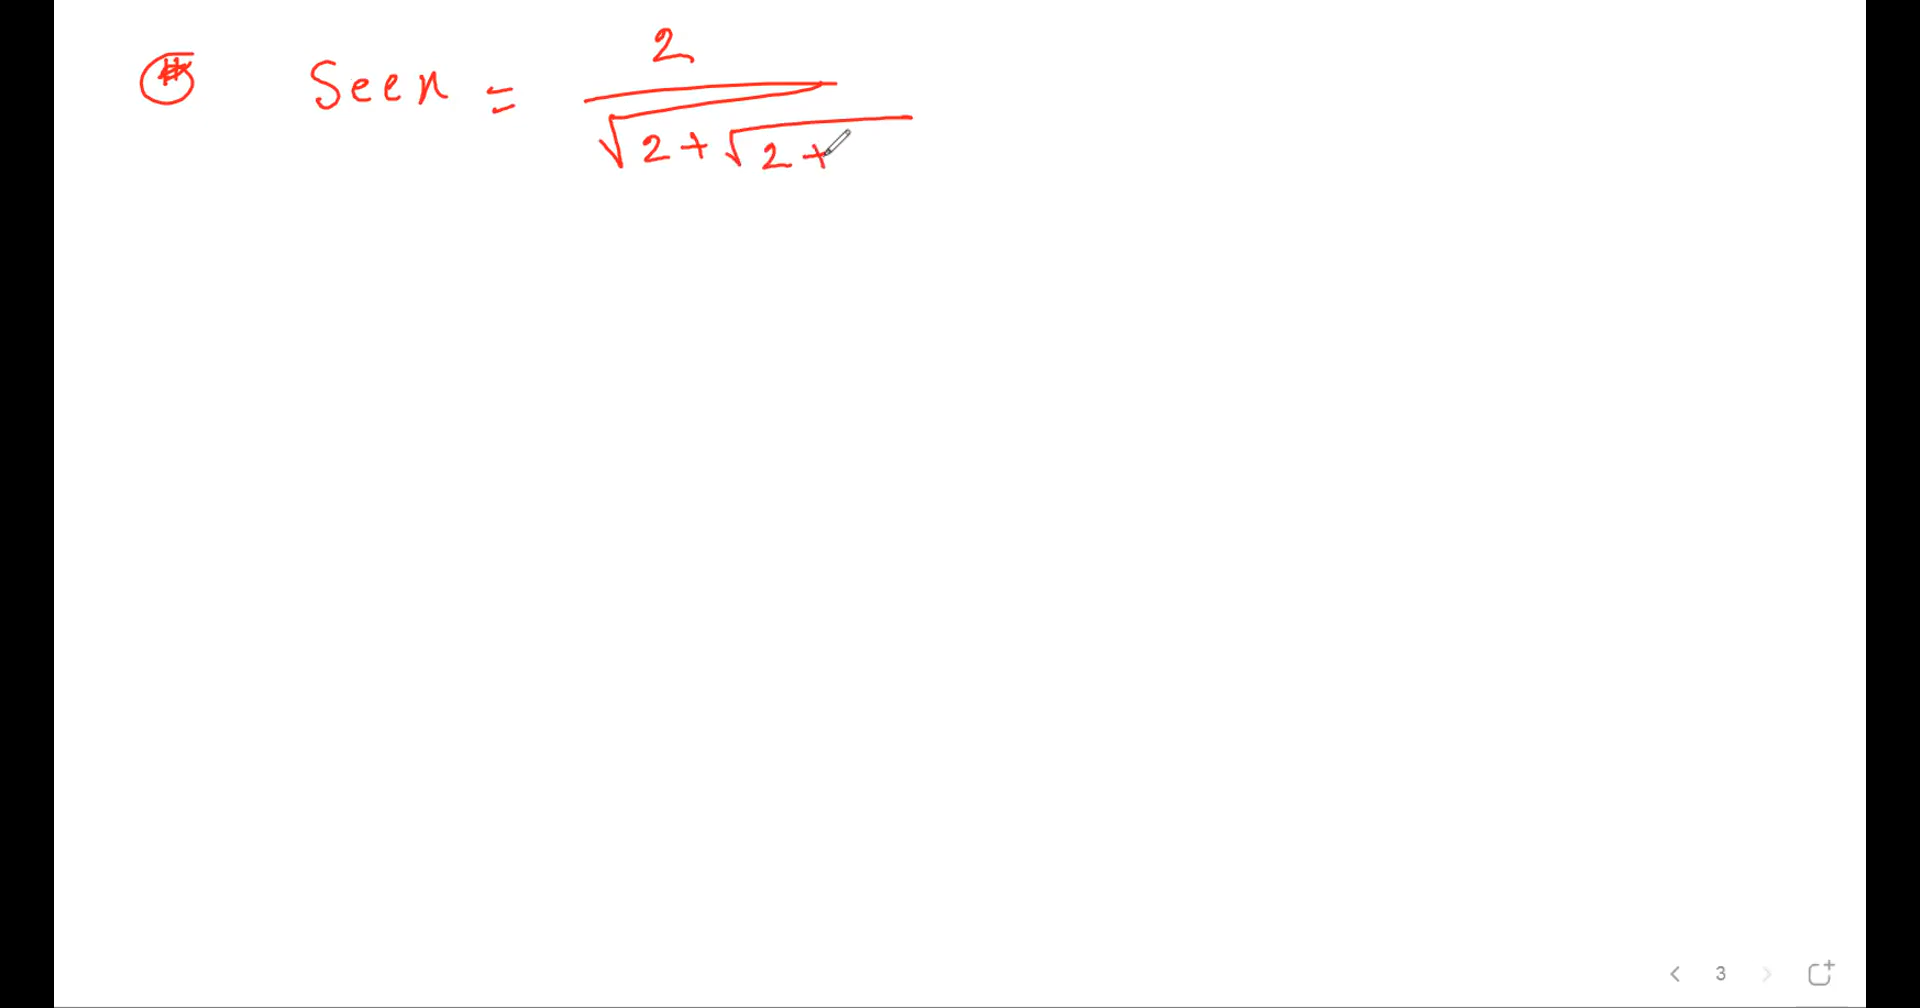 Seen = 2 / √2+√2+
3